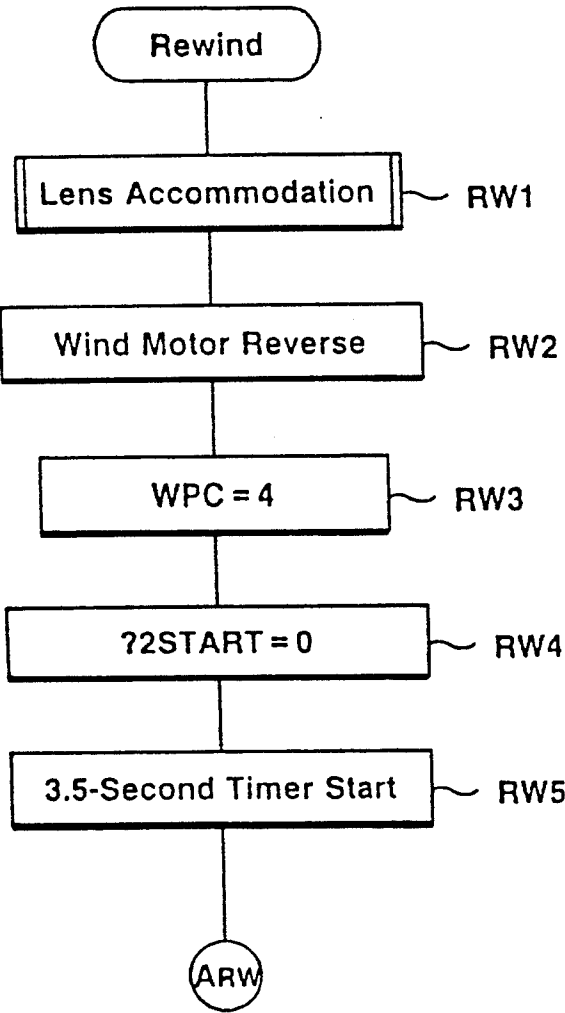 Rewind
Lens Accommodation RW1
Wind Motor Reverse RW2
WPC = 4 RW3
?2START = 0 RW4
3.5-Second Timer Start RW5
ARW